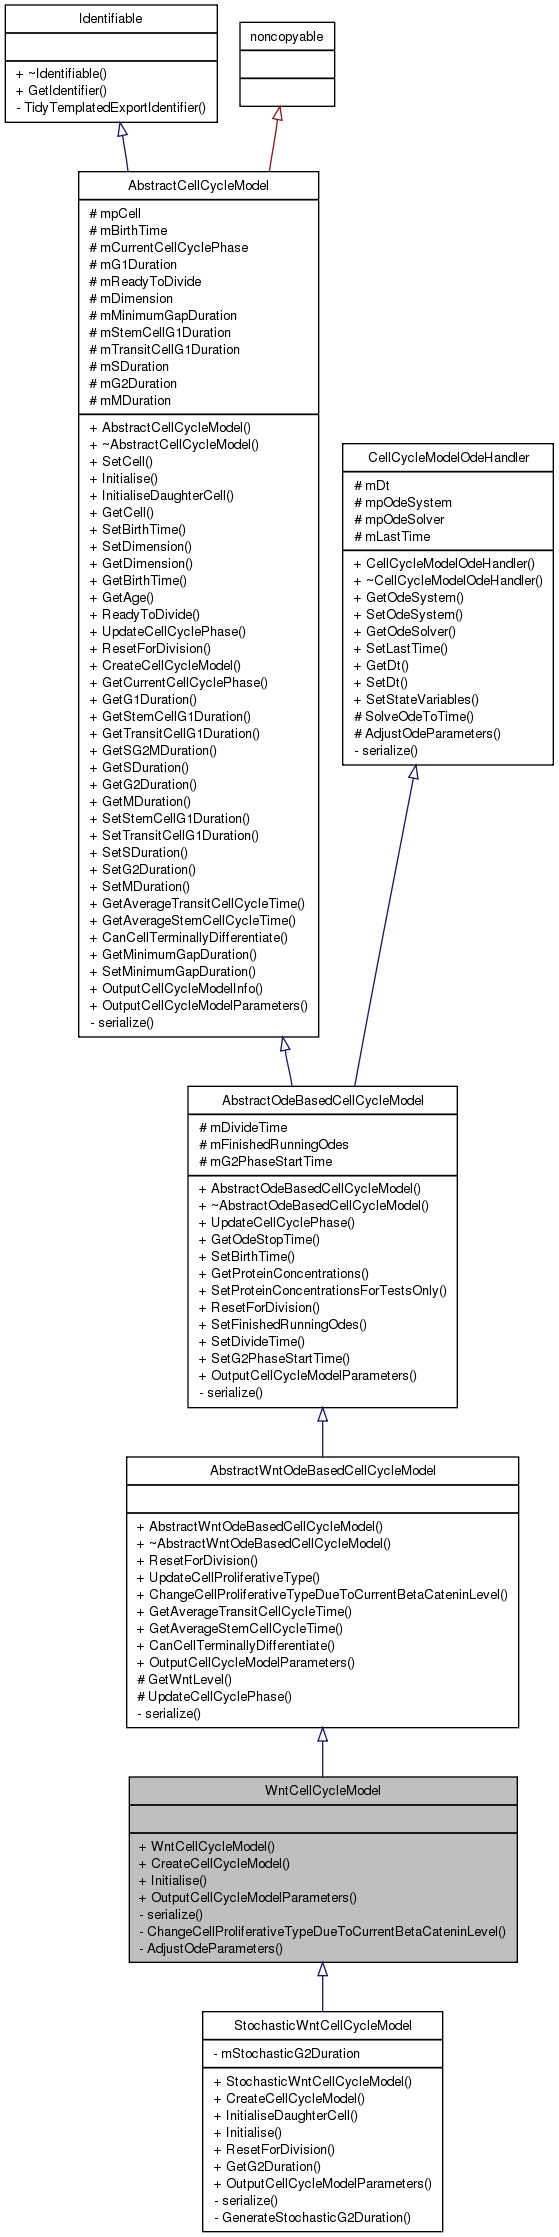 Identifiable
+ ~Identifiable()
+ GetIdentifier()
- TidyTemplatedExportIdentifier()
noncopyable
AbstractCellCycleModel
# mpCell
# mBirthTime
# mCurrentCellCyclePhase
# mG1Duration
# mReadyToDivide
# mDimension
# mMinimumGapDuration
# mStemCellG1Duration
# mTransitCellG1Duration
# mSDuration
# mG2Duration
# mMDuration
+ AbstractCellCycleModel()
+ ~AbstractCellCycleModel()
+ SetCell()
+ Initialise()
+ InitialiseDaughterCell()
+ GetCell()
+ SetBirthTime()
+ SetDimension()
+ GetDimension()
+ GetBirthTime()
+ GetAge()
+ ReadyToDivide()
+ UpdateCellCyclePhase()
+ ResetForDivision()
+ CreateCellCycleModel()
+ GetCurrentCellCyclePhase()
+ GetG1Duration()
+ GetStemCellG1Duration()
+ GetTransitCellG1Duration()
+ GetSG2MDuration()
+ GetSDuration()
+ GetG2Duration()
+ GetMDuration()
+ SetStemCellG1Duration()
+ SetTransitCellG1Duration()
+ SetSDuration()
+ SetG2Duration()
+ SetMDuration()
+ GetAverageTransitCellCycleTime()
+ GetAverageStemCellCycleTime()
+ CanCellTerminallyDifferentiate()
+ GetMinimumGapDuration()
+ SetMinimumGapDuration()
+ OutputCellCycleModelInfo()
+ OutputCellCycleModelParameters()
- serialize()
CellCycleModelOdeHandler
# mDt
# mpOdeSystem
# mpOdeSolver
# mLastTime
+ CellCycleModelOdeHandler()
+ ~CellCycleModelOdeHandler()
+ GetOdeSystem()
+ SetOdeSystem()
+ GetOdeSolver()
+ SetLastTime()
+ GetDt()
+ SetDt()
+ SetStateVariables()
# SolveOdeToTime()
# AdjustOdeParameters()
- serialize()
AbstractOdeBasedCellCycleModel
# mDivideTime
# mFinishedRunningOdes
# mG2PhaseStartTime
+ AbstractOdeBasedCellCycleModel()
+ ~AbstractOdeBasedCellCycleModel()
+ UpdateCellCyclePhase()
+ GetOdeStopTime()
+ SetBirthTime()
+ GetProteinConcentrations()
+ SetProteinConcentrationsForTestsOnly()
+ ResetForDivision()
+ SetFinishedRunningOdes()
+ SetDivideTime()
+ SetG2PhaseStartTime()
+ OutputCellCycleModelParameters()
- serialize()
AbstractWntOdeBasedCellCycleModel
+ AbstractWntOdeBasedCellCycleModel()
+ ~AbstractWntOdeBasedCellCycleModel()
+ ResetForDivision()
+ UpdateCellProliferativeType()
+ ChangeCellProliferativeTypeDueToCurrentBetaCateninLevel()
+ GetAverageTransitCellCycleTime()
+ GetAverageStemCellCycleTime()
+ CanCellTerminallyDifferentiate()
+ OutputCellCycleModelParameters()
# GetWntLevel()
# UpdateCellCyclePhase()
- serialize()
WntCellCycleModel
+ WntCellCycleModel()
+ CreateCellCycleModel()
+ Initialise()
+ OutputCellCycleModelParameters()
- serialize()
- ChangeCellProliferativeTypeDueToCurrentBetaCateninLevel()
- AdjustOdeParameters()
StochasticWntCellCycleModel
- mStochasticG2Duration
+ StochasticWntCellCycleModel()
+ CreateCellCycleModel()
+ InitialiseDaughterCell()
+ Initialise()
+ ResetForDivision()
+ GetG2Duration()
+ OutputCellCycleModelParameters()
- serialize()
- GenerateStochasticG2Duration()